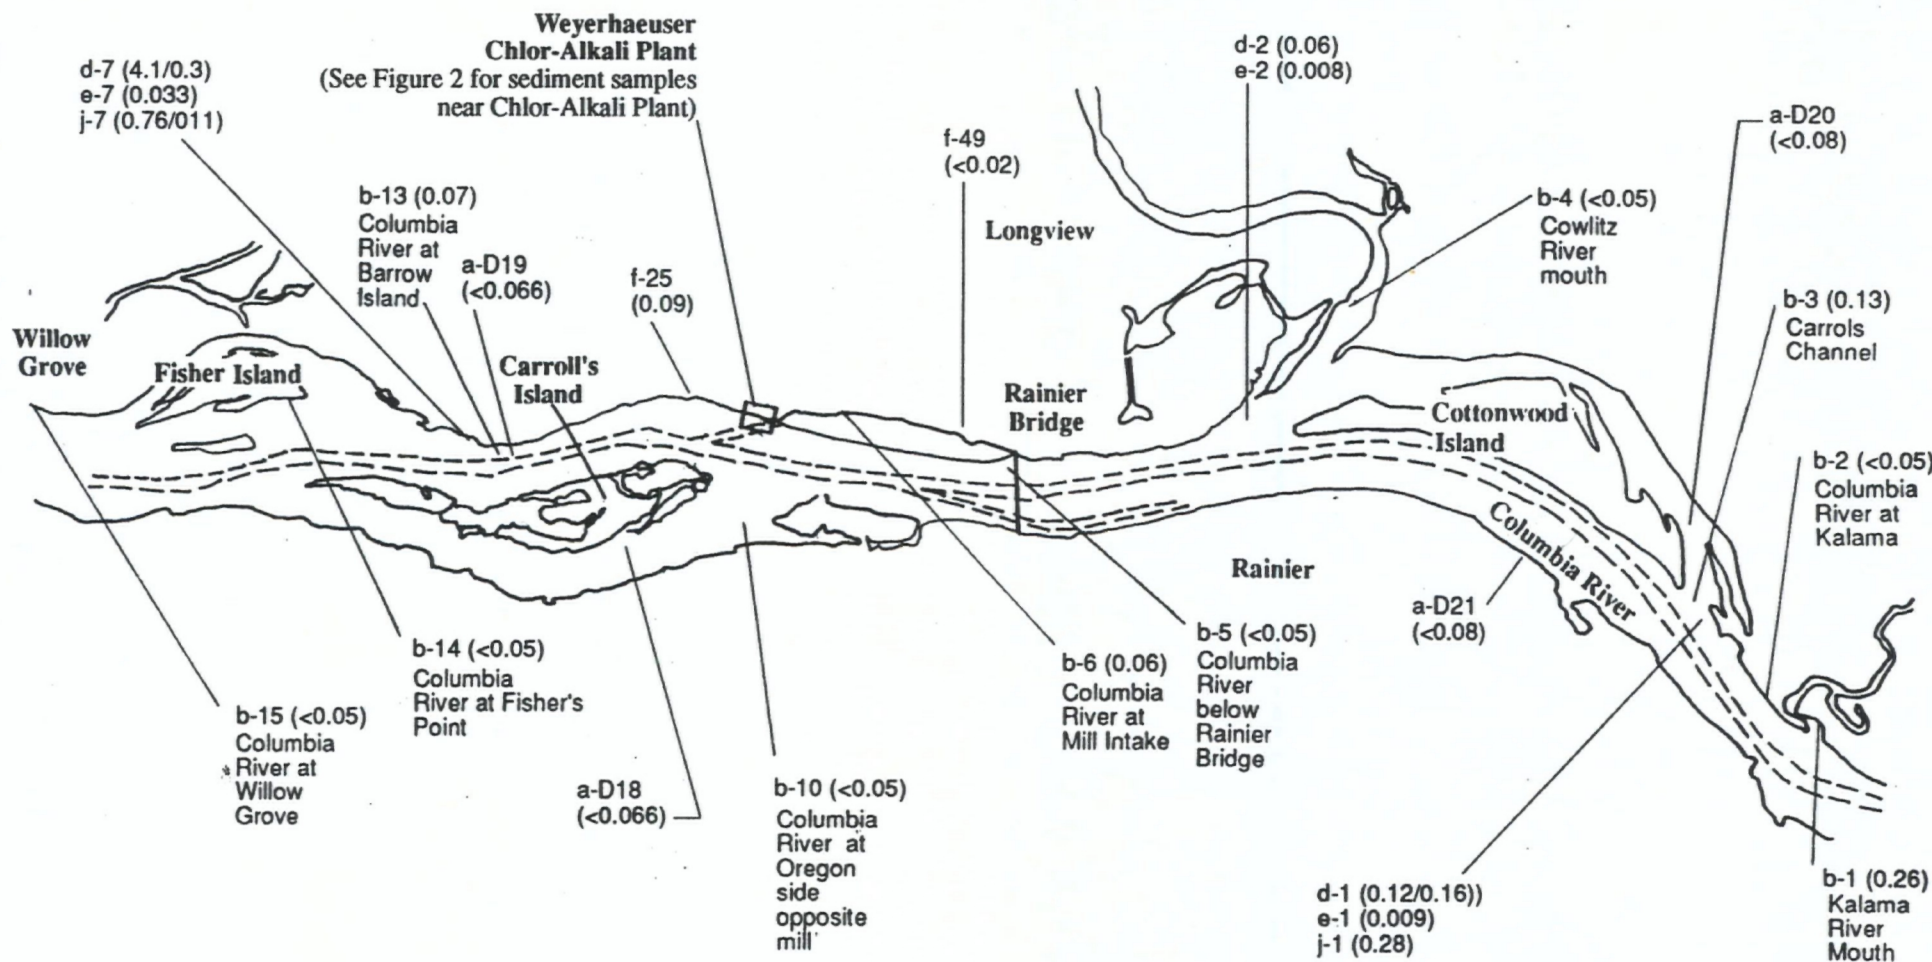 Weyerhaeuser
Chlor-Alkali Plant
(See Figure 2 for sediment samples
near Chlor-Alkali Plant)
d-7 (4.1/0.3)
e-7 (0.033)
j-7 (0.76/011)
d-2 (0.06)
e-2 (0.008)
a-D20
(<0.08)
f-49
(<0.02)
b-13 (0.07)
Columbia
River at
Barrow
Island
a-D19
(<0.066)
f-25
(0.09)
Longview
b-4 (<0.05)
Cowlitz
River
mouth
b-3 (0.13)
Carrols
Channel
Willow
Grove
Fisher Island
Carroll's
Island
Rainier
Bridge
Cottonwood
Island
b-2 (<0.05)
Columbia
River at
Kalama
Columbia River
Rainier
a-D21
(<0.08)
b-14 (<0.05)
Columbia
River at Fisher's
Point
b-15 (<0.05)
Columbia
River at
Willow
Grove
a-D18
(<0.066)
b-10 (<0.05)
Columbia
River at
Oregon
side
opposite
mill
b-6 (0.06)
Columbia
River at
Mill Intake
b-5 (<0.05)
Columbia
River
below
Rainier
Bridge
d-1 (0.12/0.16))
e-1 (0.009)
j-1 (0.28)
b-1 (0.26)
Kalama
River
Mouth